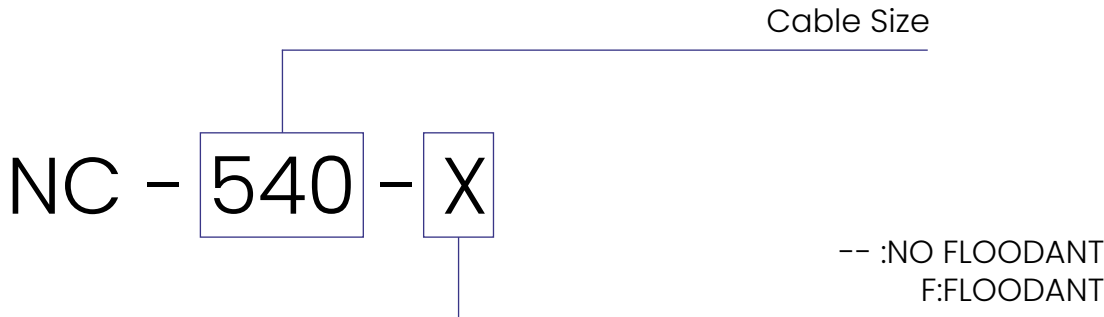 Cable Size
NC - 540 - X
-- :NO FLOODANT
F:FLOODANT